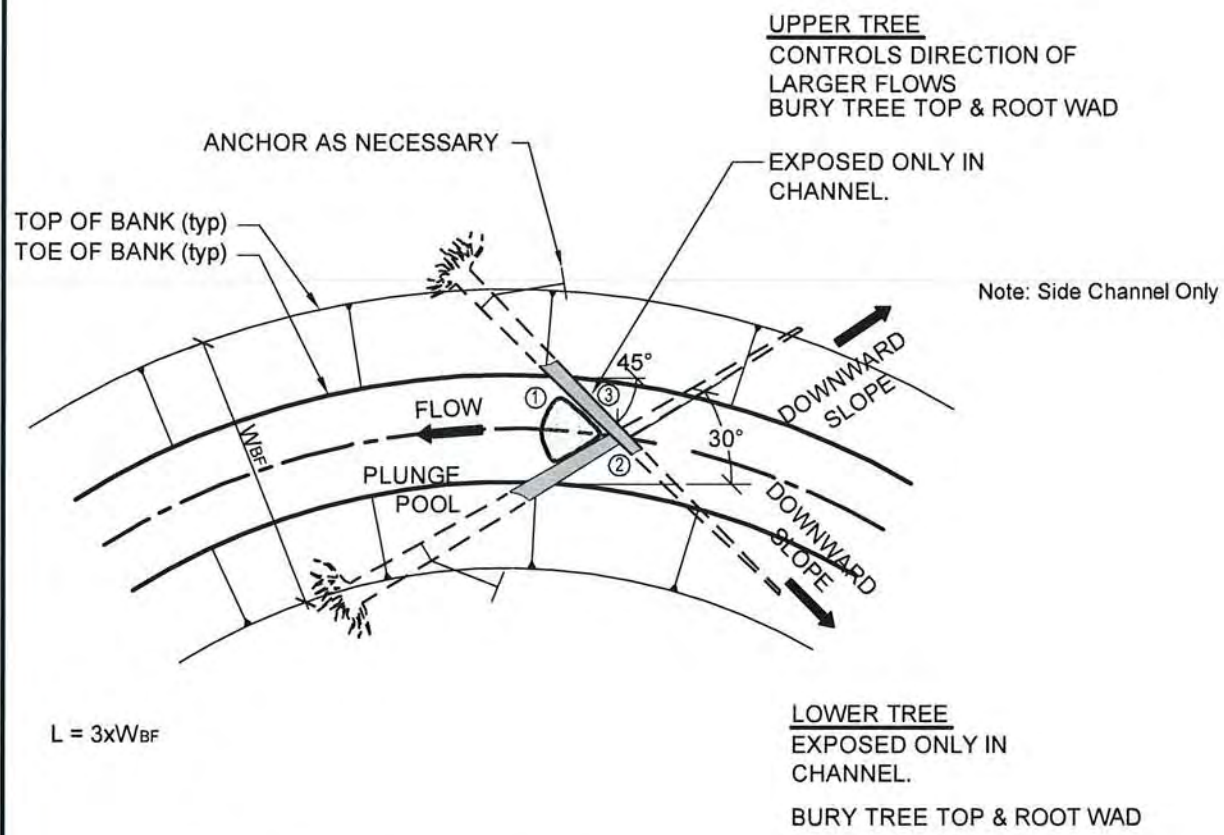 UPPER TREE
CONTROLS DIRECTION OF
LARGER FLOWS
BURY TREE TOP & ROOT WAD
ANCHOR AS NECESSARY
EXPOSED ONLY IN
CHANNEL.
TOP OF BANK (typ)
TOE OF BANK (typ)
Note: Side Channel Only
45°
DOWNWARD
SLOPE
①
③
FLOW
WBF
30°
②
PLUNGE
POOL
DOWNWARD
SLOPE
L = 3xWBF
LOWER TREE
EXPOSED ONLY IN
CHANNEL.
BURY TREE TOP & ROOT WAD